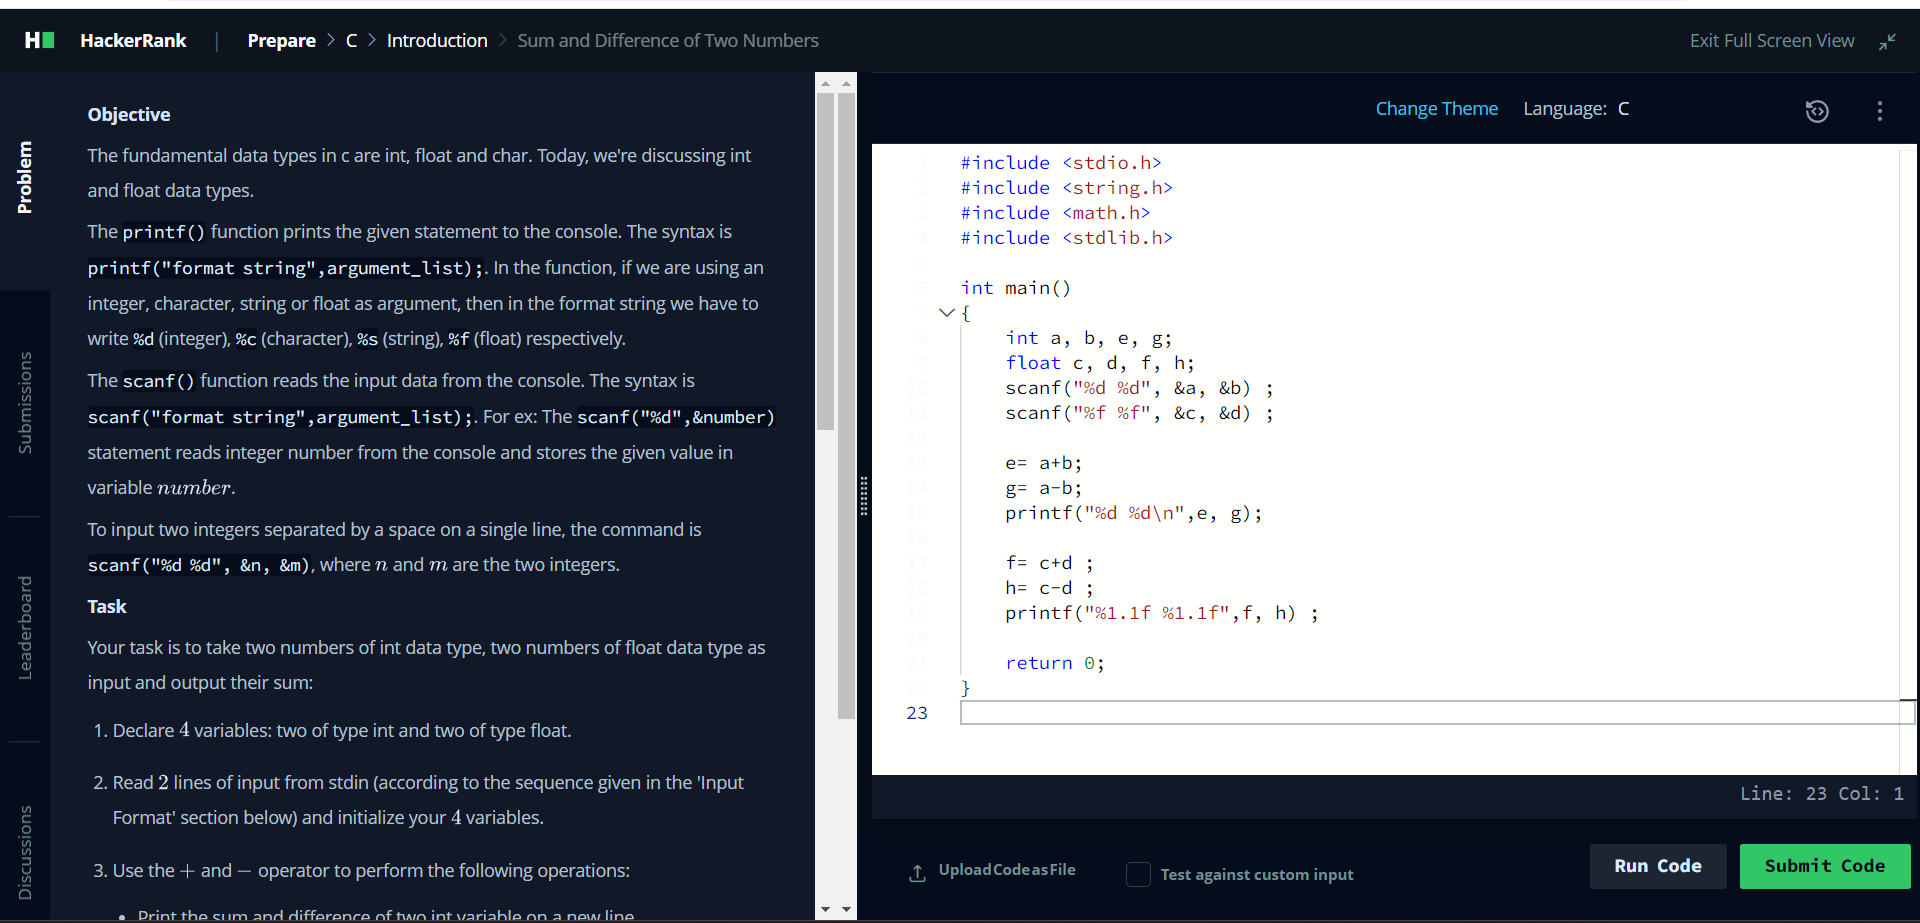 HackerRank | Prepare > C > Introduction > Sum and Difference of Two Numbers
Exit Full Screen View
Problem
Submissions
Leaderboard
Discussions
Objective
The fundamental data types in c are int, float and char. Today, we're discussing int
and float data types.
The printf() function prints the given statement to the console. The syntax is
printf("format string",argument_list);. In the function, if we are using an
integer, character, string or float as argument, then in the format string we have to
write %d (integer), %c (character), %s (string), %f (float) respectively.
The scanf() function reads the input data from the console. The syntax is
scanf("format string",argument_list);. For ex: The scanf("%d",&number)
statement reads integer number from the console and stores the given value in
variable number.
To input two integers separated by a space on a single line, the command is
scanf("%d %d", &n, &m), where n and m are the two integers.
Task
Your task is to take two numbers of int data type, two numbers of float data type as
input and output their sum:
1. Declare 4 variables: two of type int and two of type float.
2. Read 2 lines of input from stdin (according to the sequence given in the 'Input
Format' section below) and initialize your 4 variables.
3. Use the + and − operator to perform the following operations:
• Print the sum and difference of two int variable on a new line.
Change Theme Language: C
1 #include <stdio.h>
2 #include <string.h>
3 #include <math.h>
4 #include <stdlib.h>
5
6 int main()
7 {
8 int a, b, e, g;
9 float c, d, f, h;
10 scanf("%d %d", &a, &b) ;
11 scanf("%f %f", &c, &d) ;
12
13 e= a+b;
14 g= a-b;
15 printf("%d %d\n",e, g);
16
17 f= c+d ;
18 h= c-d ;
19 printf("%1.1f %1.1f",f, h) ;
20
21 return 0;
22 }
23
Line: 23 Col: 1
Upload Code as File
Test against custom input
Run Code
Submit Code